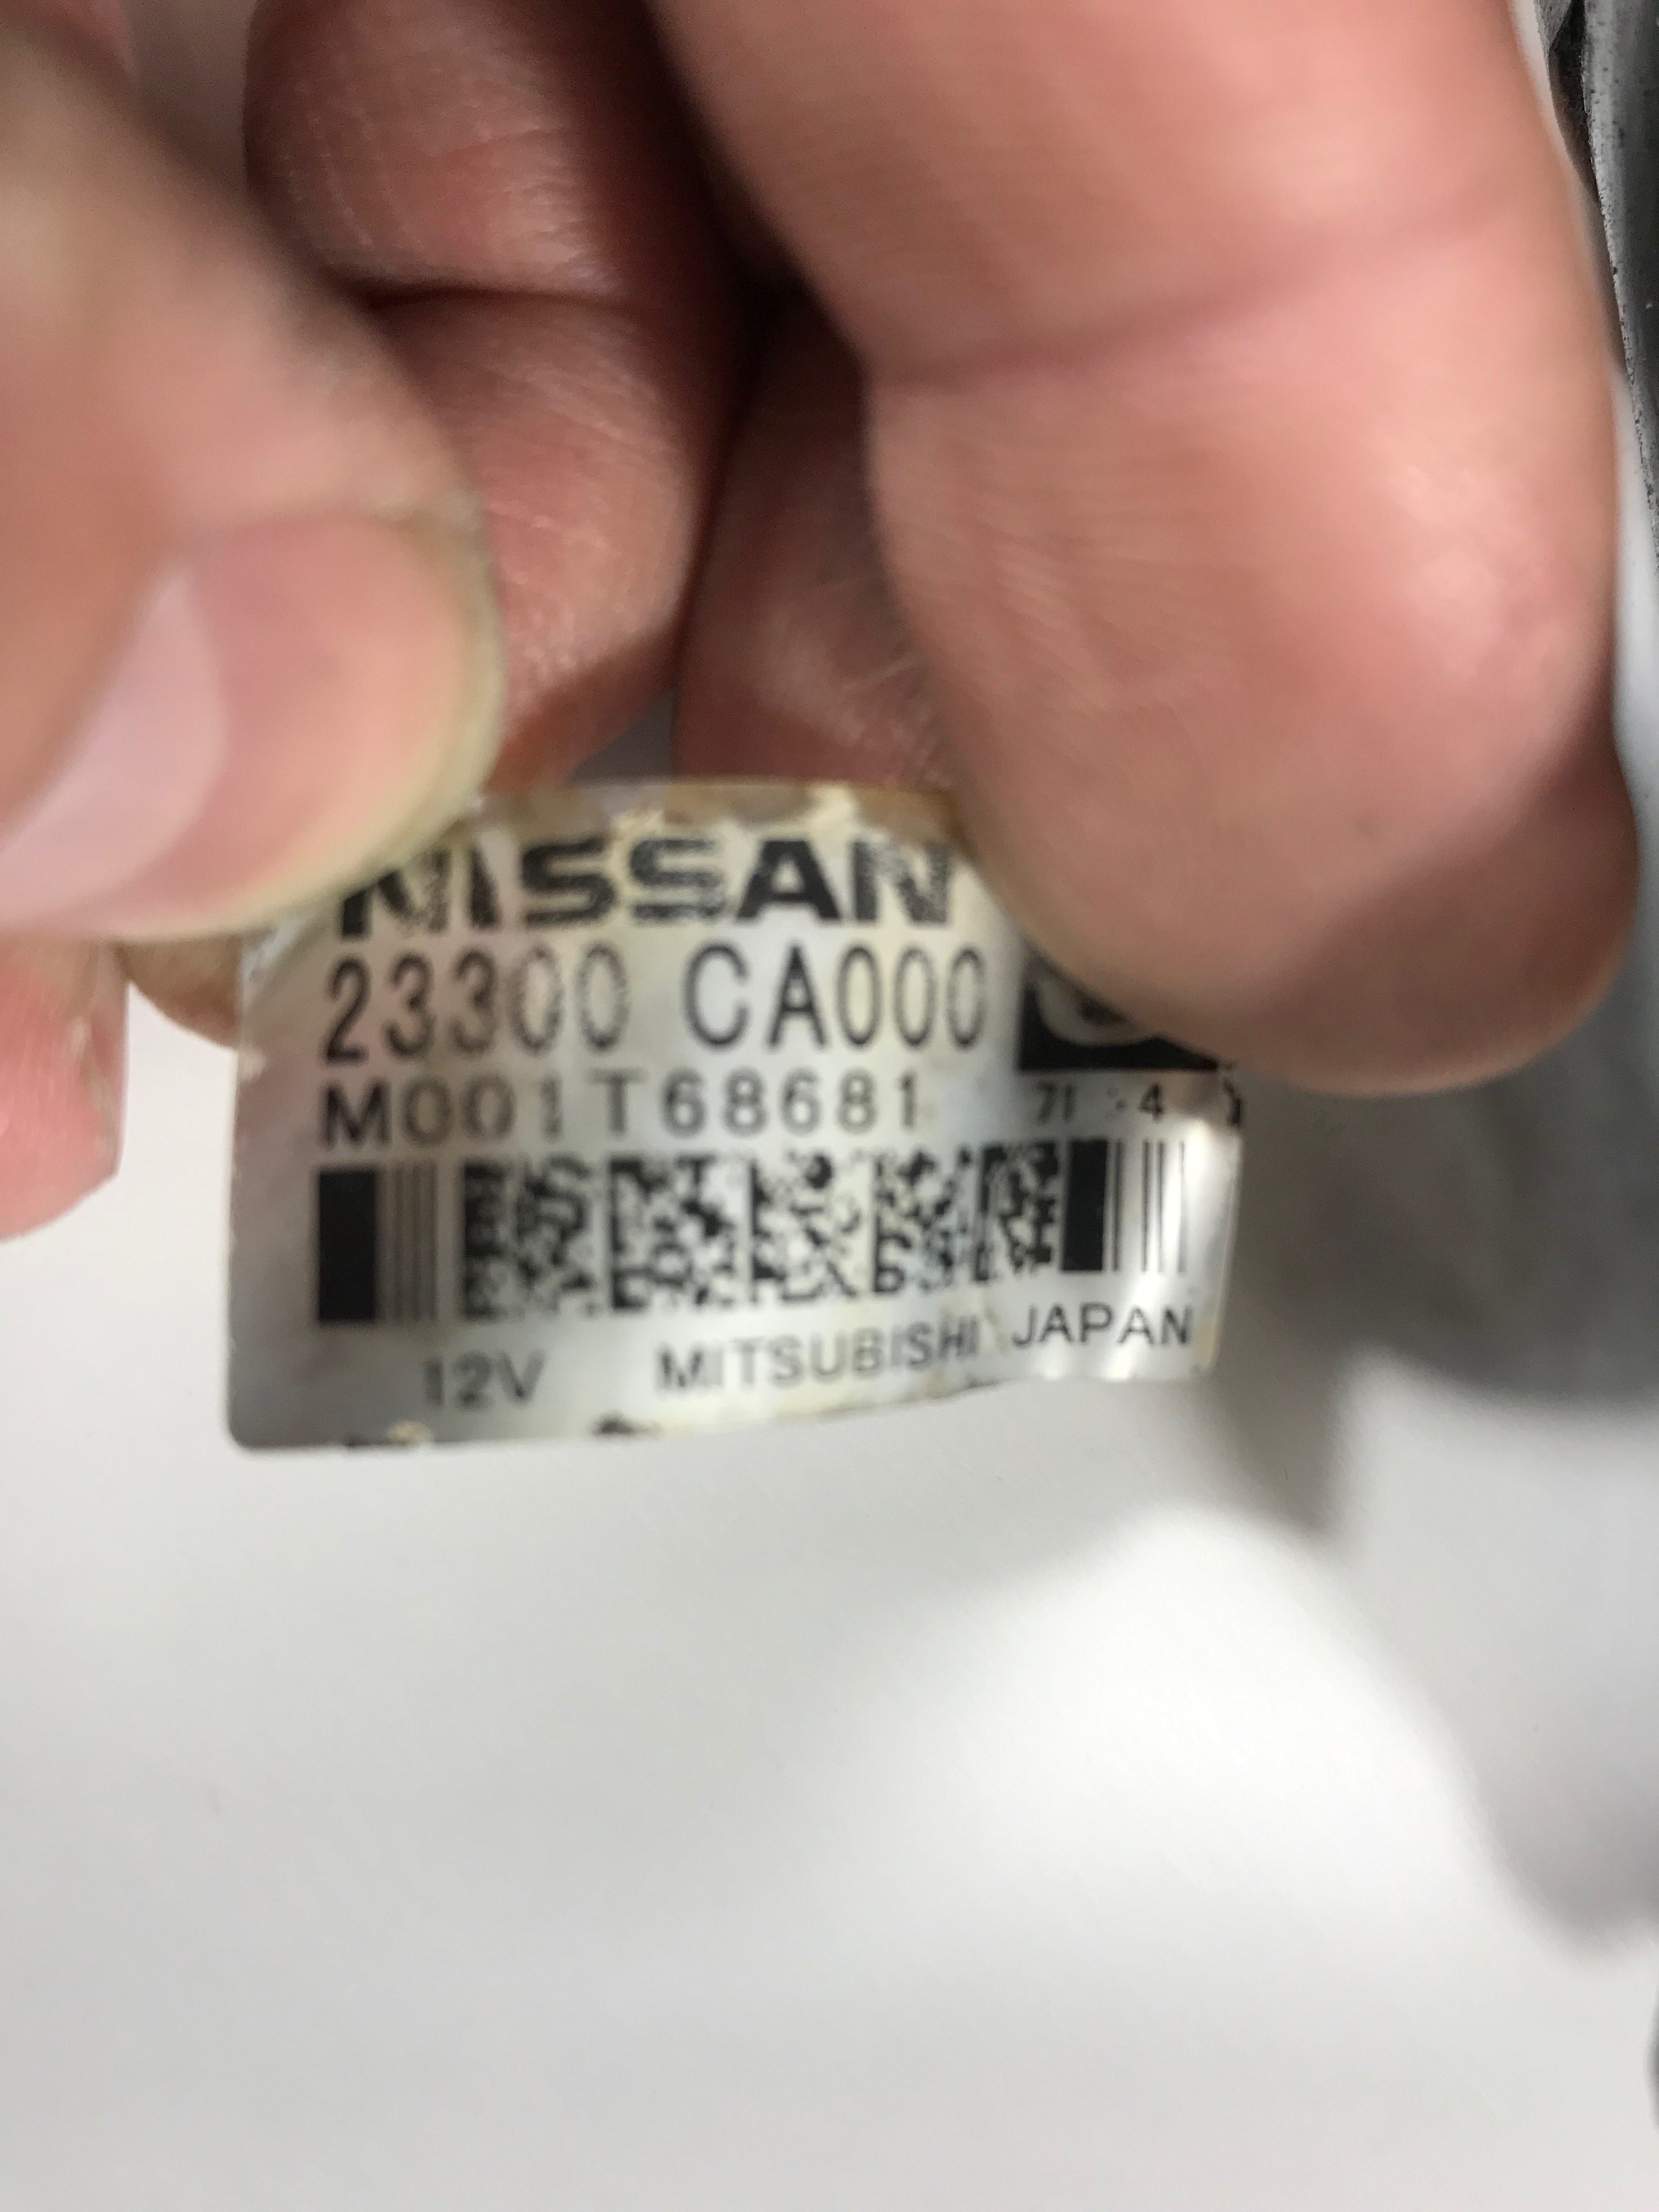 NISSAN
23300 CA000
M001T68681
12V MITSUBISHI JAPAN